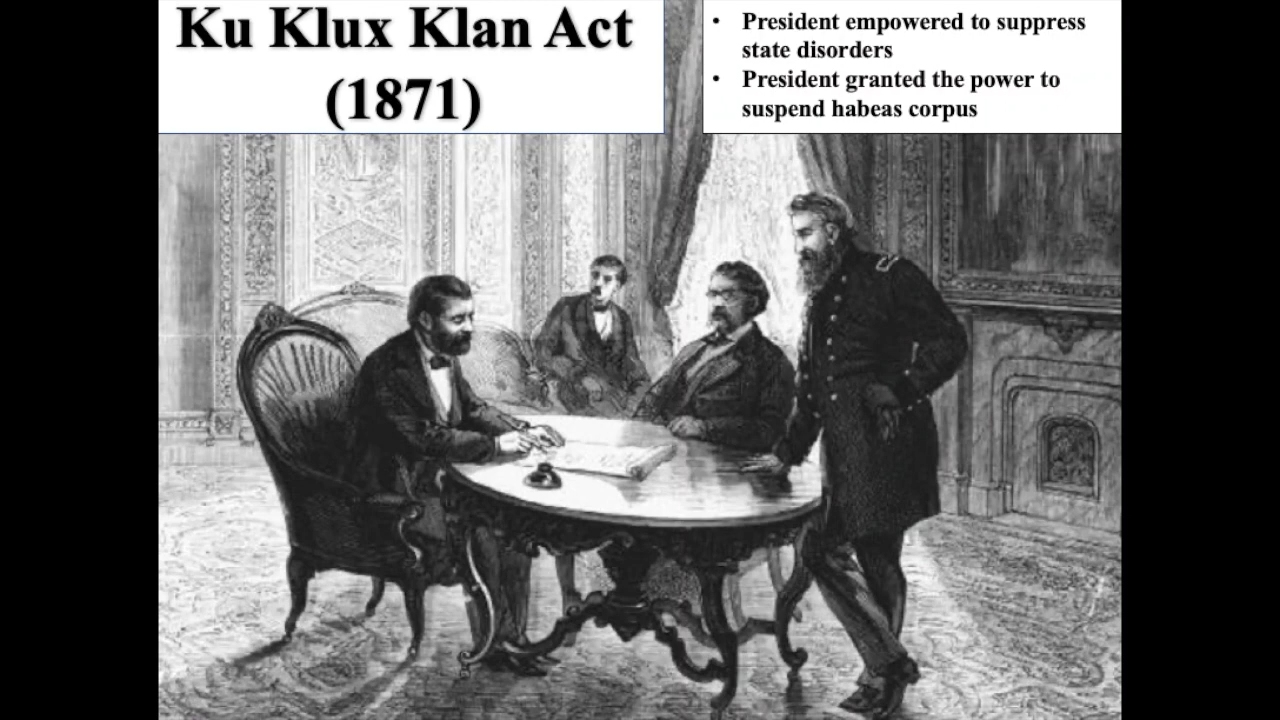 Ku Klux Klan Act
(1871)
• President empowered to suppress
state disorders
• President granted the power to
suspend habeas corpus